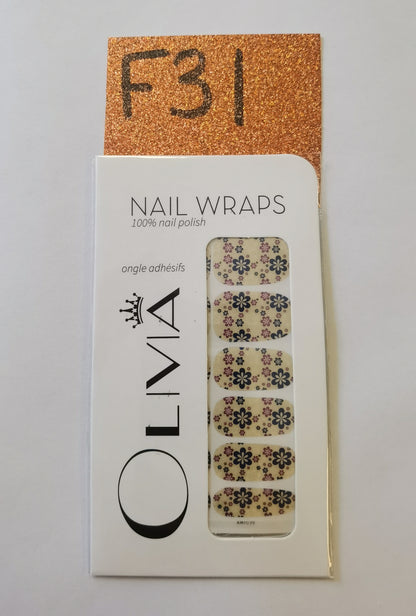 F31
NAIL WRAPS
100% nail polish
ongle adhésifs
OLIVIA